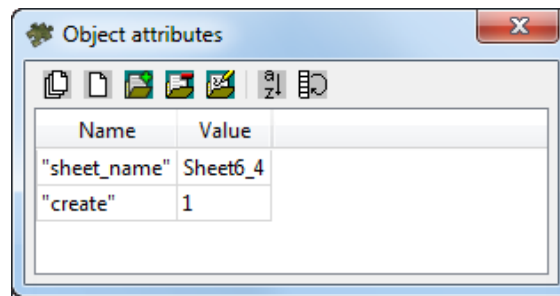 Object attributes
Name Value
"sheet_name" Sheet6_4
"create" 1